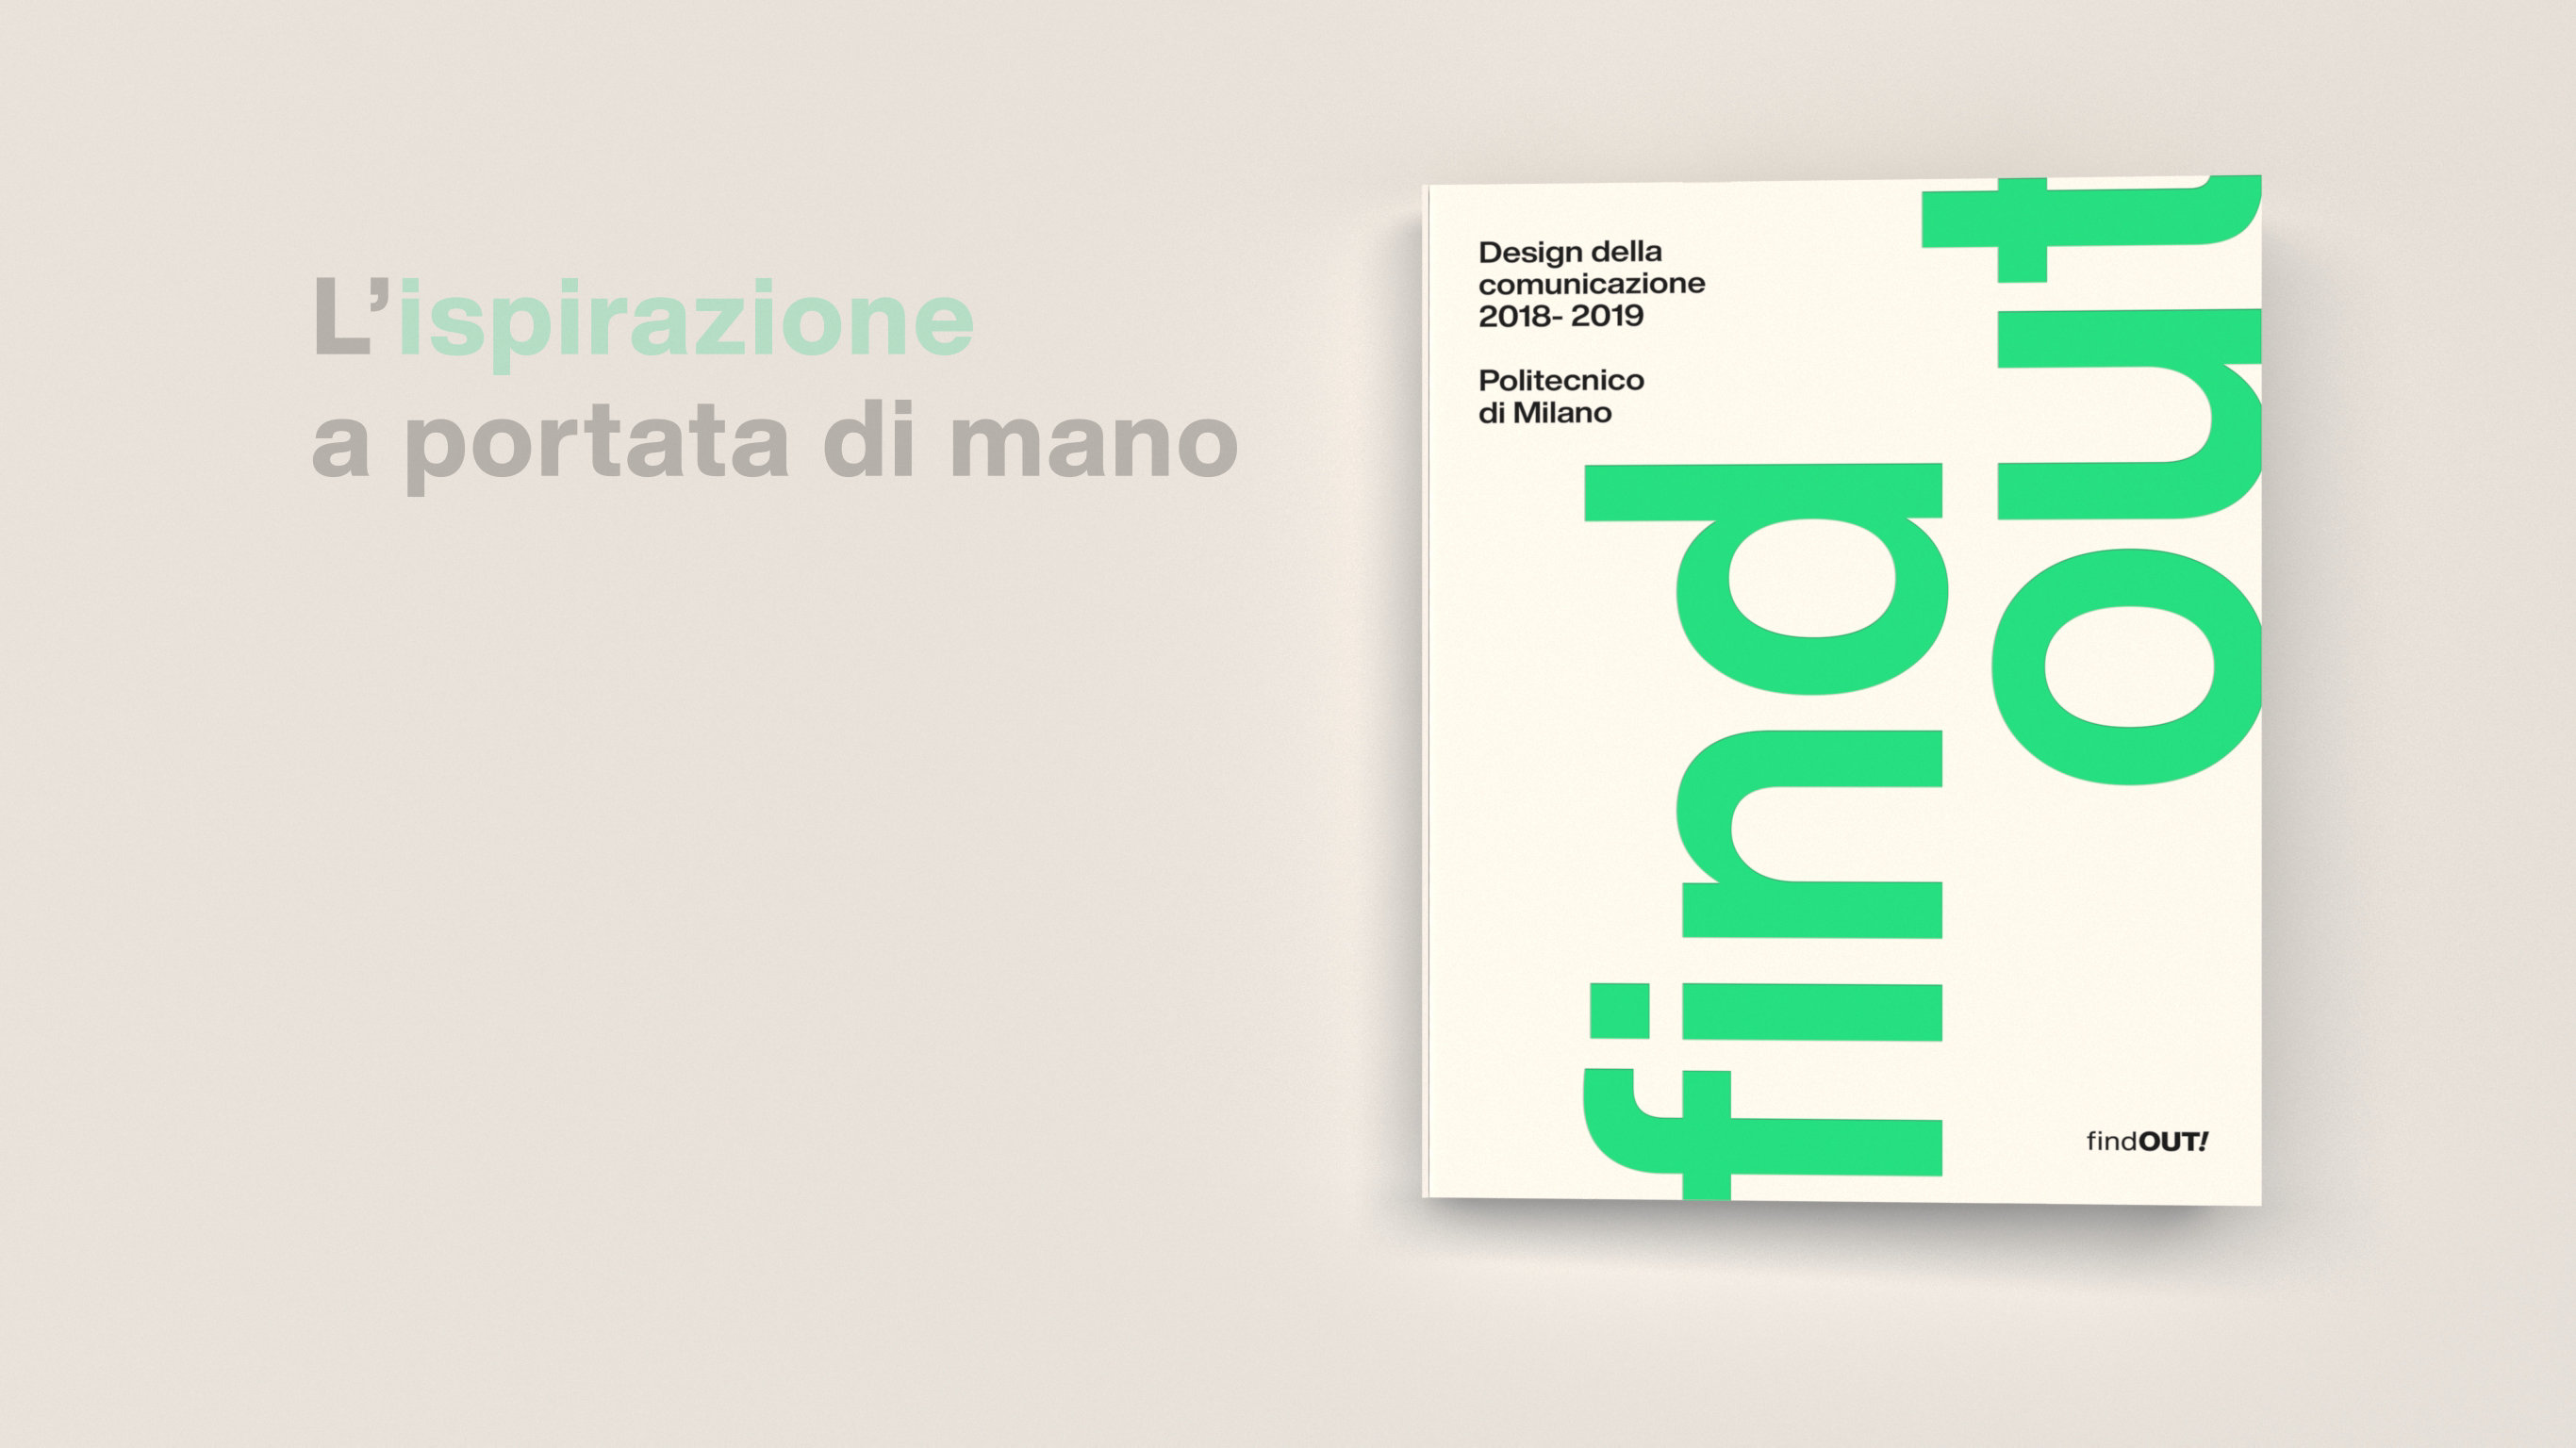 L’ispirazione
a portata di mano
Design della
comunicazione
2018- 2019
Politecnico
di Milano
find
out
findOUT!